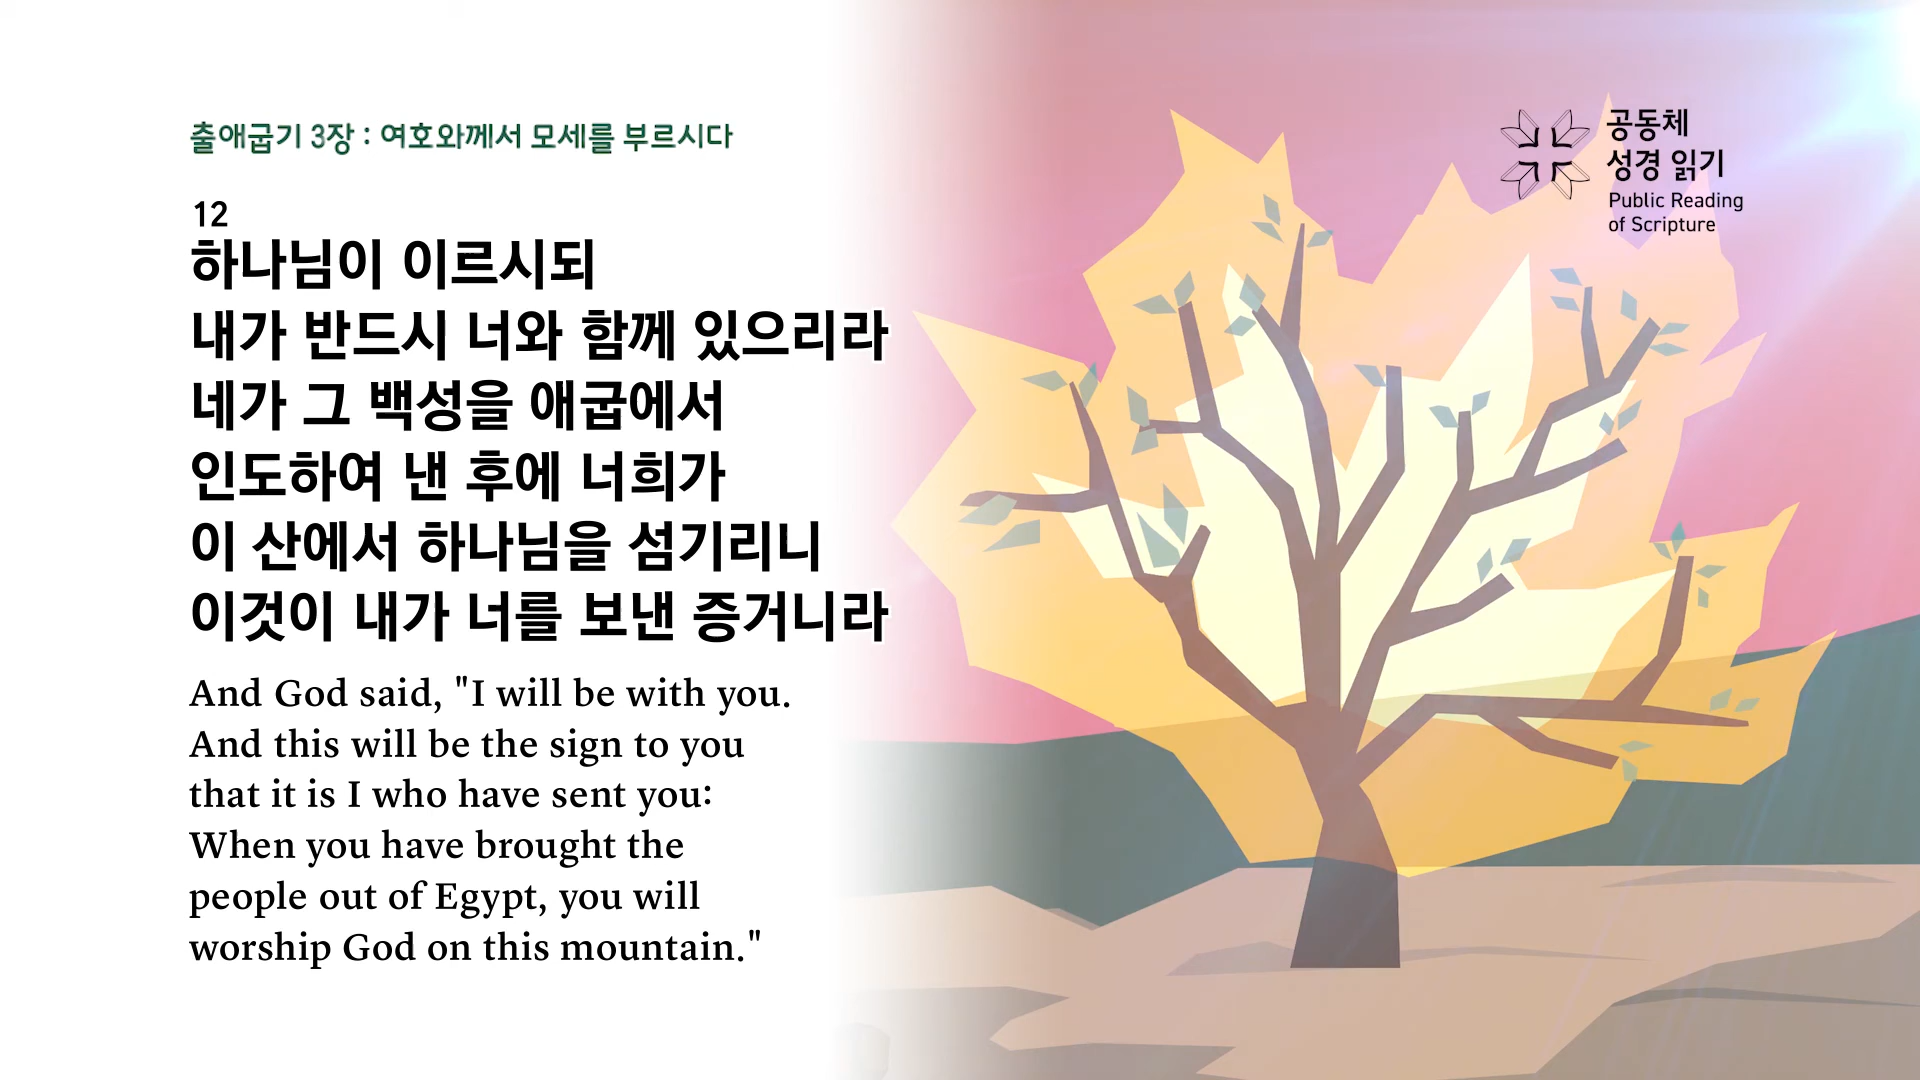 출애굽기 3장 : 여호와께서 모세를 부르시다
12
하나님이 이르시되
내가 반드시 너와 함께 있으리라
네가 그 백성을 애굽에서
인도하여 낸 후에 너희가
이 산에서 하나님을 섬기리니
이것이 내가 너를 보낸 증거니라
And God said, "I will be with you.
And this will be the sign to you
that it is I who have sent you:
When you have brought the
people out of Egypt, you will
worship God on this mountain."
공동체
성경 읽기
Public Reading
of Scripture